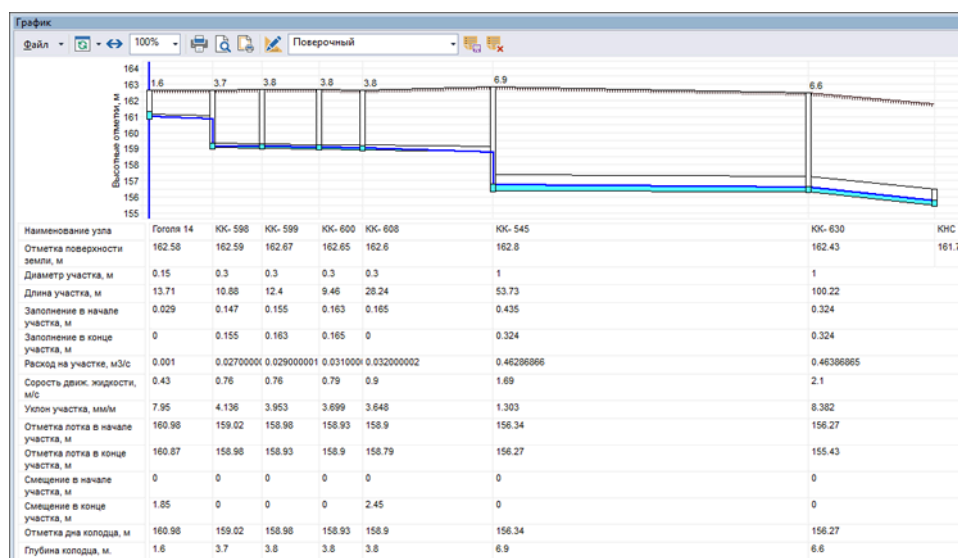 График
Файл 100% Поверочный
164
163
162
161
160
159
158
157
156
155
Высотные отметки, м
1.6 3.7 3.8 3.8 3.8 6.9 6.6
Наименование узла Гоголя 14 КК- 598 КК- 599 КК- 600 КК- 608 КК- 545 КК- 630 КНС
Отметка поверхности 162.58 162.59 162.67 162.65 162.6 162.8 162.43 161.7
земли, м
Диаметр участка, м 0.15 0.3 0.3 0.3 0.3 1 1
Длина участка, м 13.71 10.88 12.4 9.46 28.24 53.73 100.22
Заполнение в начале 0.029 0.147 0.155 0.163 0.165 0.435 0.324
участка, м
Заполнение в конце 0 0.155 0.163 0.165 0 0.324 0.324
участка, м
Расход на участке, м3/с 0.001 0.0270000 0.029000001 0.031000 0.032000002 0.46286866 0.46386865
Сорость движ. жидкости, 0.43 0.76 0.76 0.79 0.9 1.69 2.1
м/с
Уклон участка, мм/м 7.95 4.136 3.953 3.699 3.648 1.303 8.382
Отметка лотка в начале 160.98 159.02 158.98 158.93 158.9 156.34 156.27
участка, м
Отметка лотка в конце 160.87 158.98 158.93 158.9 158.79 156.27 155.43
участка, м
Смещение в начале 0 0 0 0 0 0 0
участка, м
Смещение в конце 1.85 0 0 0 2.45 0 0
участка, м
Отметка дна колодца, м 160.98 159.02 158.98 158.93 158.9 156.34 156.27
Глубина колодца, м. 1.6 3.7 3.8 3.8 3.8 6.9 6.6